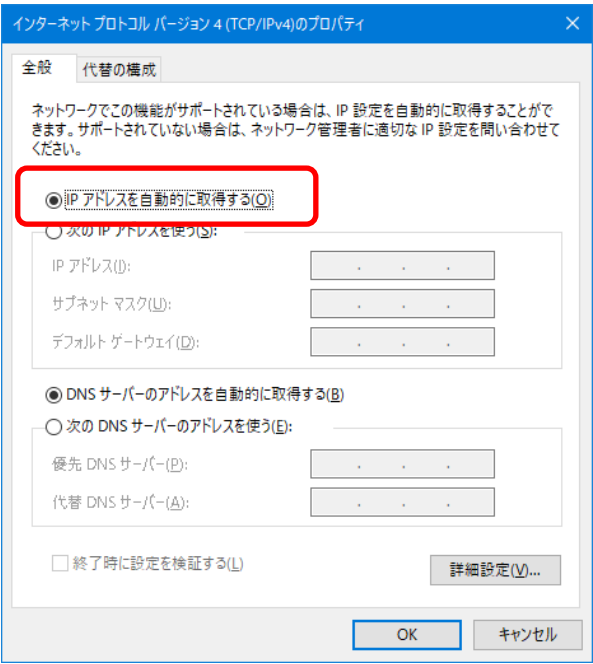 インターネット プロトコル バージョン 4 (TCP/IPv4)のプロパティ
全般
代替の構成
ネットワークでこの機能がサポートされている場合は、IP 設定を自動的に取得することがで
きます。サポートされていない場合は、ネットワーク管理者に適切な IP 設定を問い合わせて
ください。
IP アドレスを自動的に取得する(O)
次の IP アドレスを使う(S):
IP アドレス(I):
サブネット マスク(U):
デフォルト ゲートウェイ(D):
DNS サーバーのアドレスを自動的に取得する(B)
次の DNS サーバーのアドレスを使う(E):
優先 DNS サーバー(P):
代替 DNS サーバー(A):
終了時に設定を検証する(L)
詳細設定(V)...
OK
キャンセル